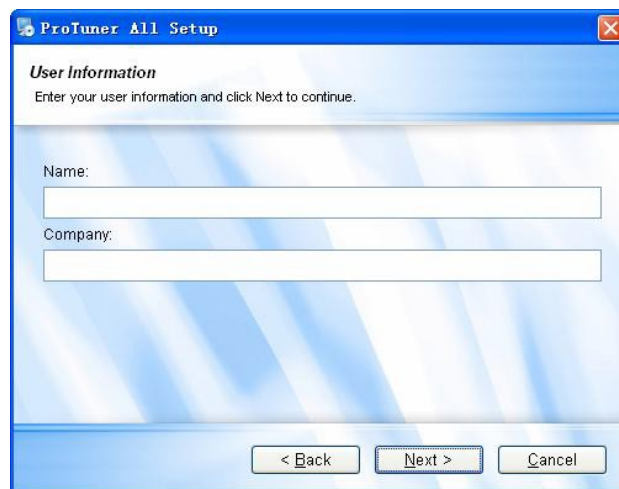 ProTuner All Setup
User Information
Enter your user information and click Next to continue.
Name:
Company:
< Back
Next >
Cancel